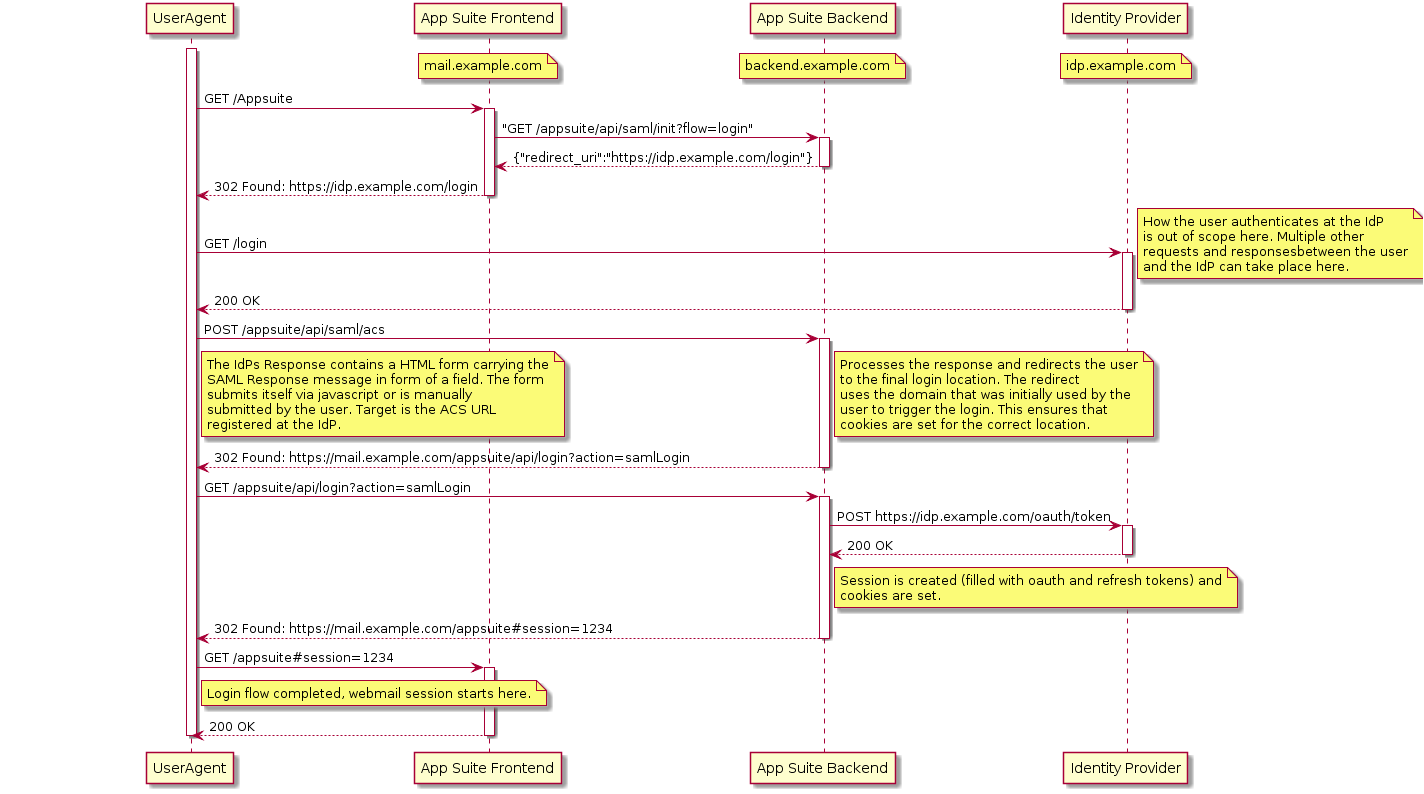 UserAgent
App Suite Frontend
App Suite Backend
Identity Provider
mail.example.com
backend.example.com
idp.example.com
GET /Appsuite
"GET /appsuite/api/saml/init?flow=login"
{"redirect_uri":"https://idp.example.com/login"}
302 Found: https://idp.example.com/login
How the user authenticates at the IdP
is out of scope here. Multiple other
requests and responsesbetween the user
and the IdP can take place here.
GET /login
200 OK
POST /appsuite/api/saml/acs
The IdPs Response contains a HTML form carrying the
SAML Response message in form of a field. The form
submits itself via javascript or is manually
submitted by the user. Target is the ACS URL
registered at the IdP.
Processes the response and redirects the user
to the final login location. The redirect
uses the domain that was initially used by the
user to trigger the login. This ensures that
cookies are set for the correct location.
302 Found: https://mail.example.com/appsuite/api/login?action=samlLogin
GET /appsuite/api/login?action=samlLogin
POST https://idp.example.com/oauth/token
200 OK
Session is created (filled with oauth and refresh tokens) and
cookies are set.
302 Found: https://mail.example.com/appsuite#session=1234
GET /appsuite#session=1234
Login flow completed, webmail session starts here.
200 OK
UserAgent
App Suite Frontend
App Suite Backend
Identity Provider